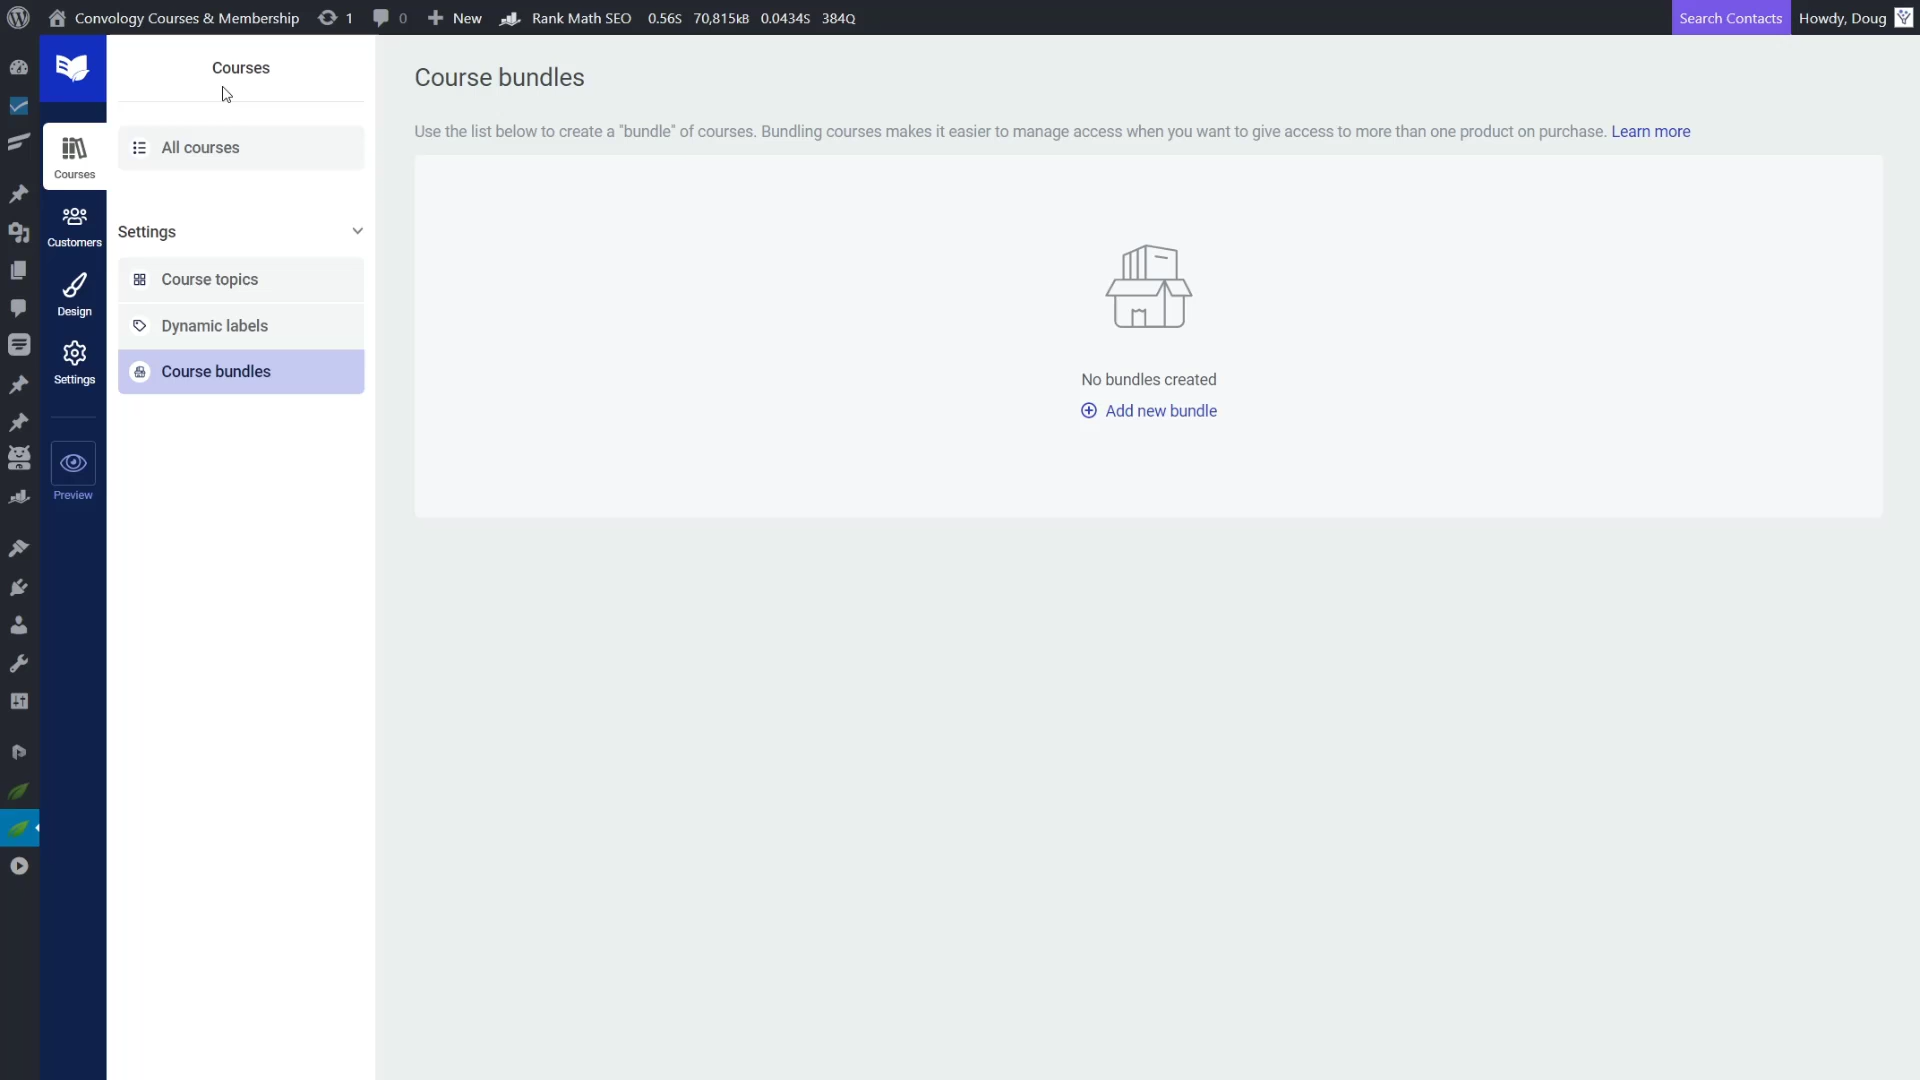 Convology Courses & Membership 1 0 New Rank Math SEO 0.56S 70,815KB 0.0434S 384Q Search Contacts Howdy, Doug
Courses
All courses
Settings
Course topics
Dynamic labels
Course bundles
Courses
Customers
Design
Settings
Preview
Course bundles
Use the list below to create a "bundle" of courses. Bundling courses makes it easier to manage access when you want to give access to more than one product on purchase. Learn more
No bundles created
Add new bundle